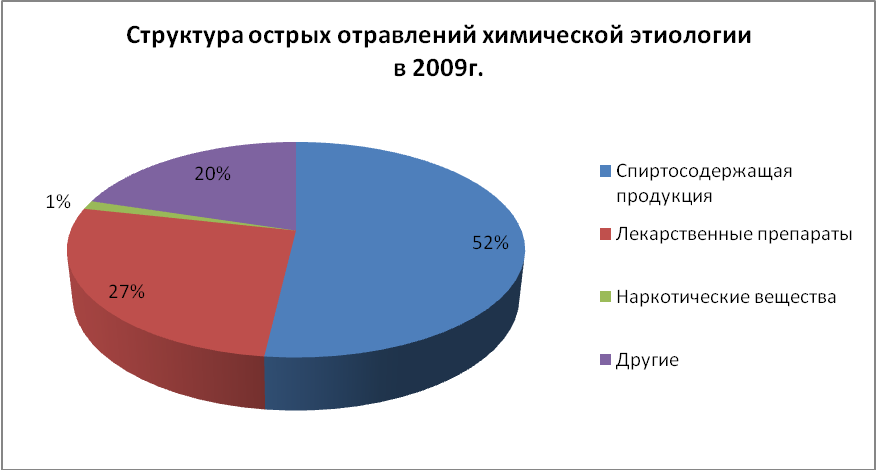 Структура острых отравлений химической этиологии
в 2009г.
20%
1%
52%
27%
Спиртосодержащая
продукция
Лекарственные препараты
Наркотические вещества
Другие